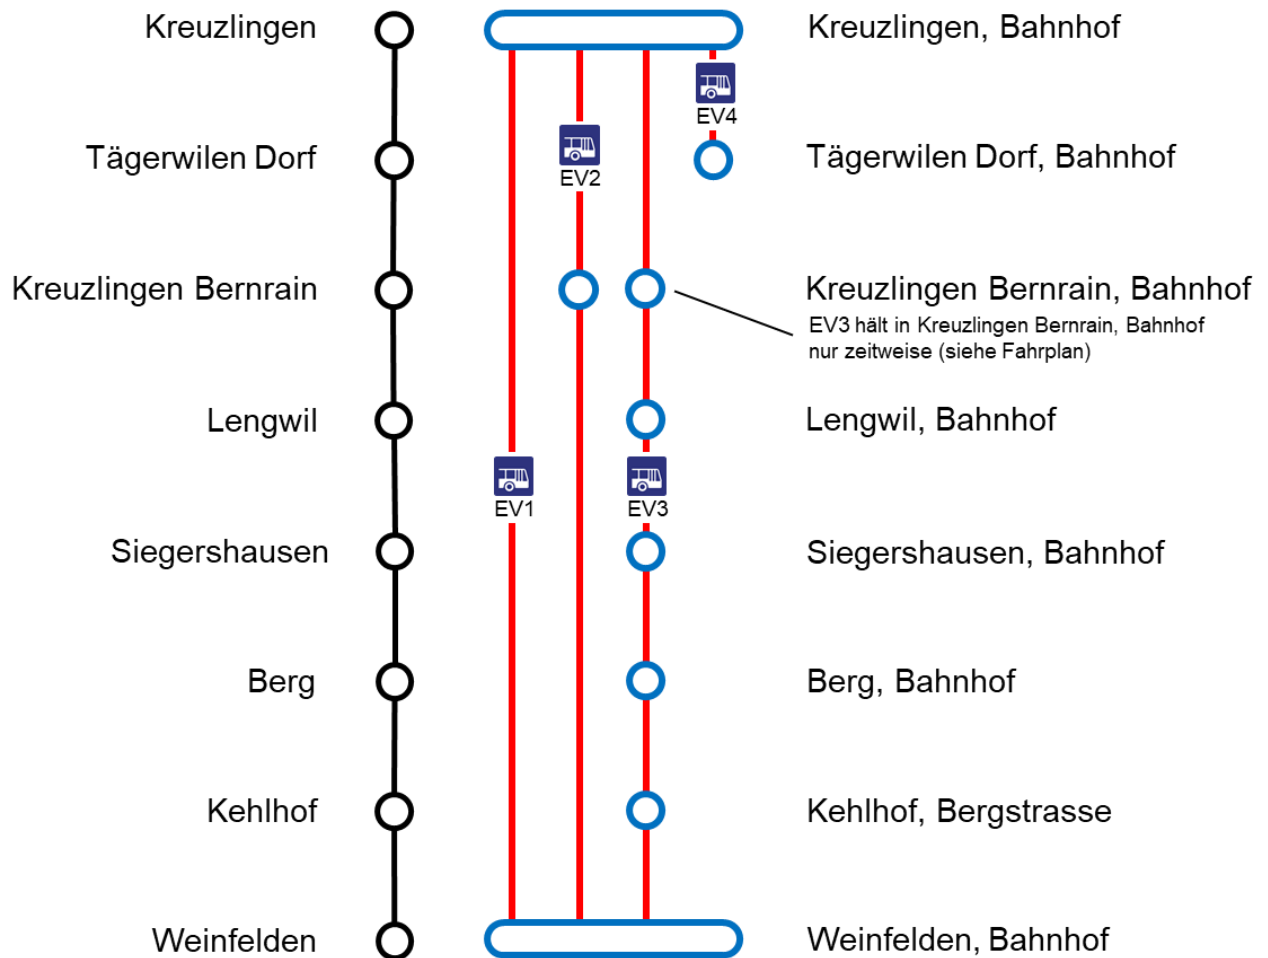 Kreuzlingen
Kreuzlingen, Bahnhof
EV4
Tägerwilen Dorf
EV2
Tägerwilen Dorf, Bahnhof
Kreuzlingen Bernrain
Kreuzlingen Bernrain, Bahnhof
EV3 hält in Kreuzlingen Bernrain, Bahnhof
nur zeitweise (siehe Fahrplan)
Lengwil
Lengwil, Bahnhof
EV1
EV3
Siegershausen
Siegershausen, Bahnhof
Berg
Berg, Bahnhof
Kehlhof
Kehlhof, Bergstrasse
Weinfelden
Weinfelden, Bahnhof